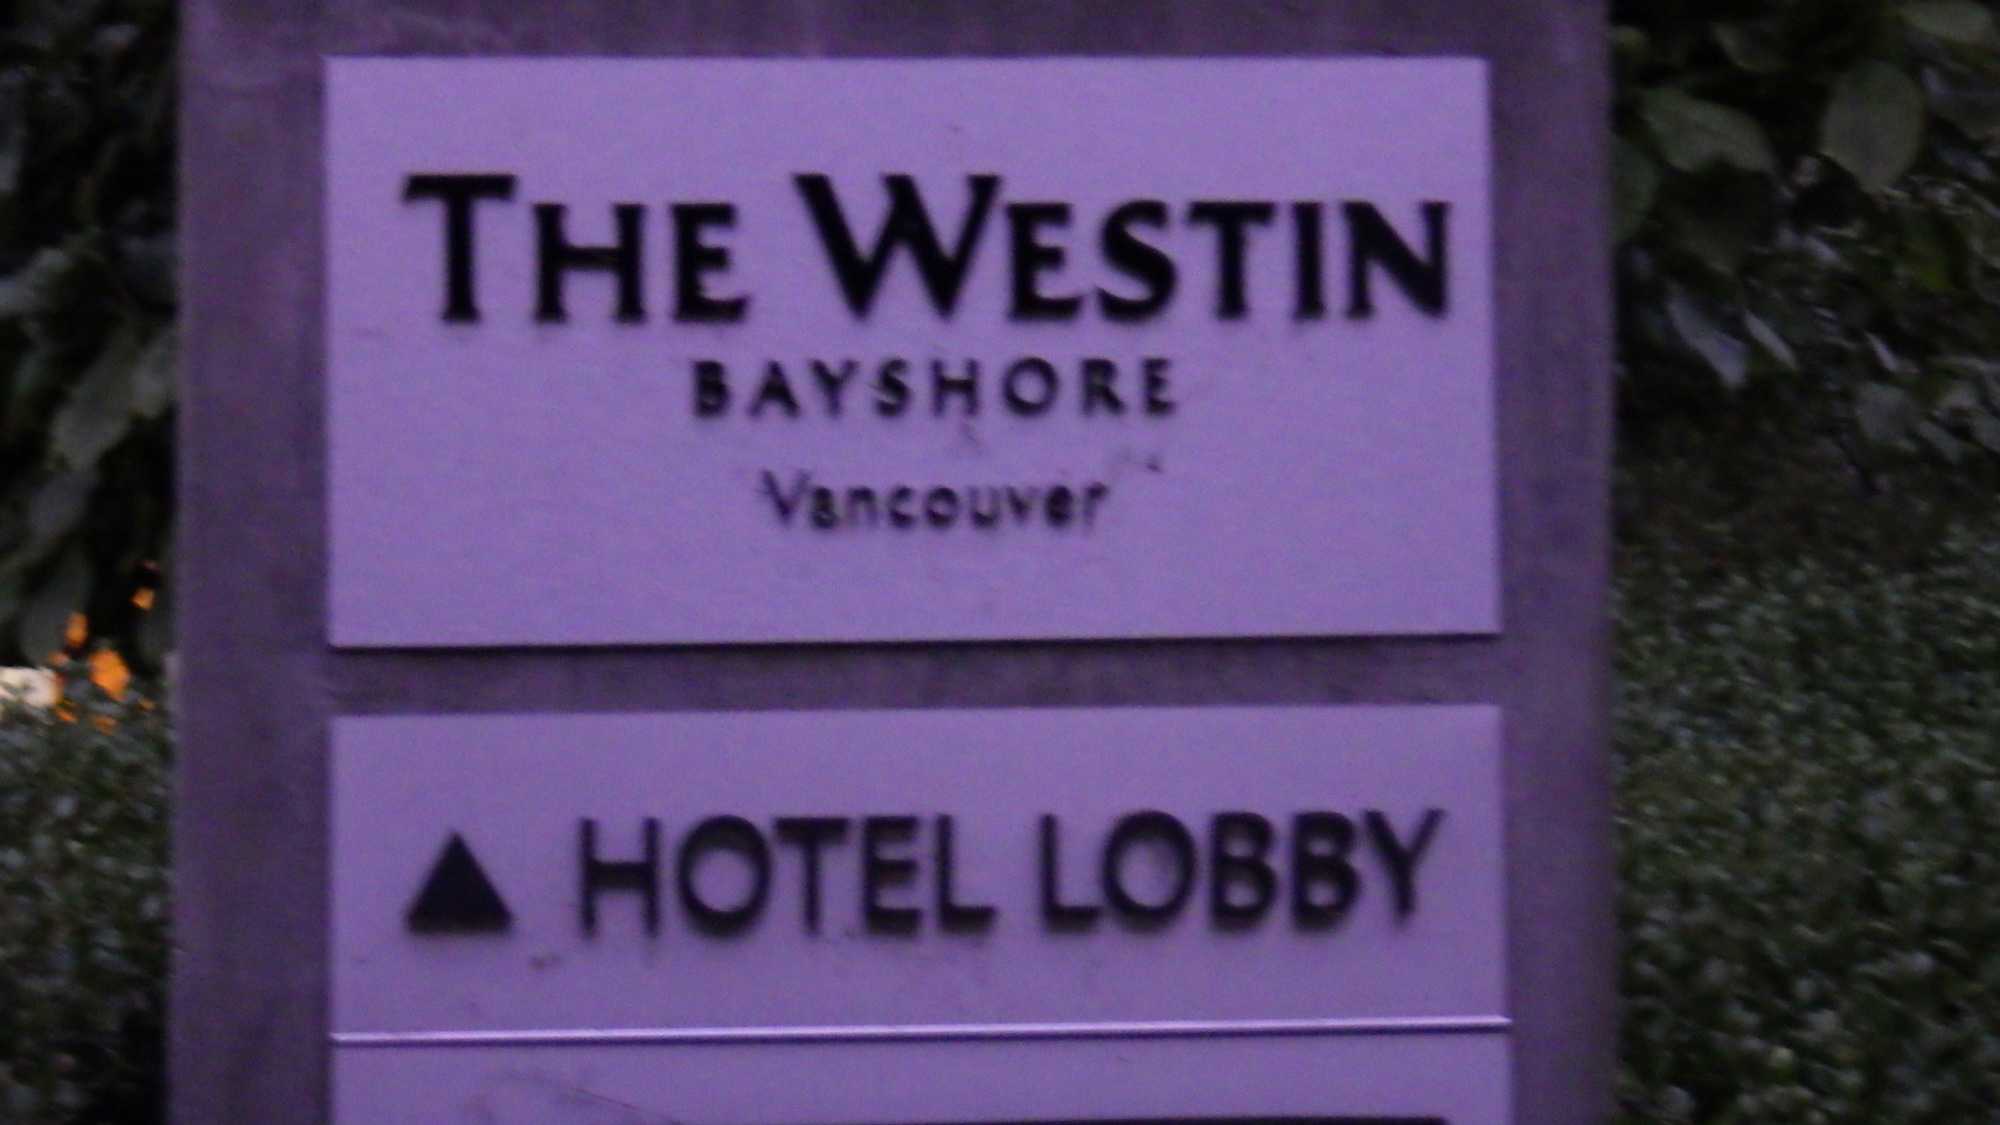 THE WESTIN
BAYSHORE
Vancouver
▲ HOTEL LOBBY